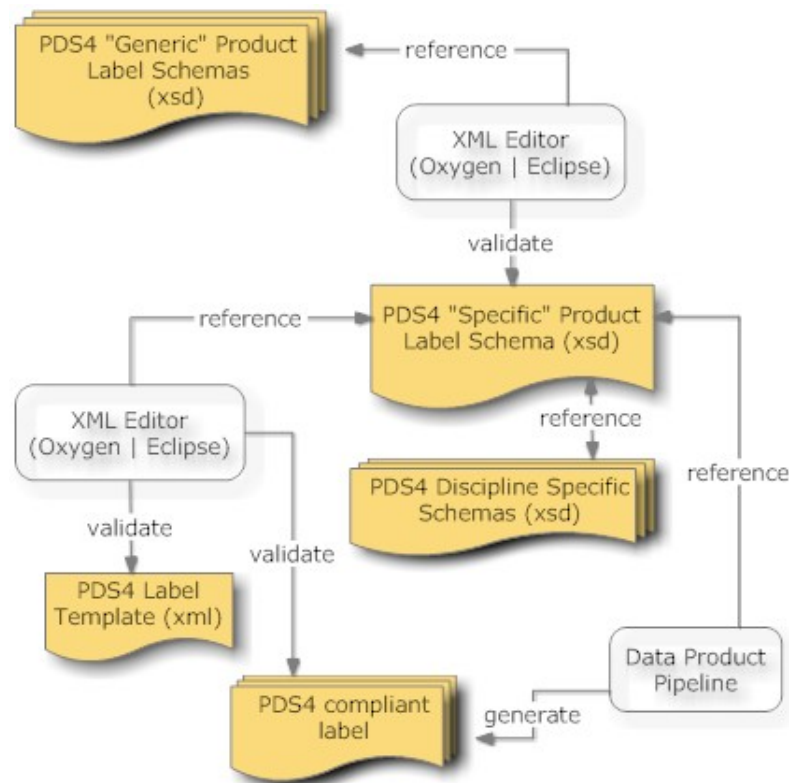 PDS4 "Generic" Product
Label Schemas
(xsd)
reference
XML Editor
(Oxygen | Eclipse)
validate
PDS4 "Specific" Product
Label Schema (xsd)
reference
XML Editor
(Oxygen | Eclipse)
reference
PDS4 Discipline Specific
Schemas (xsd)
reference
validate
validate
PDS4 Label
Template (xml)
Data Product
Pipeline
PDS4 compliant
label
generate